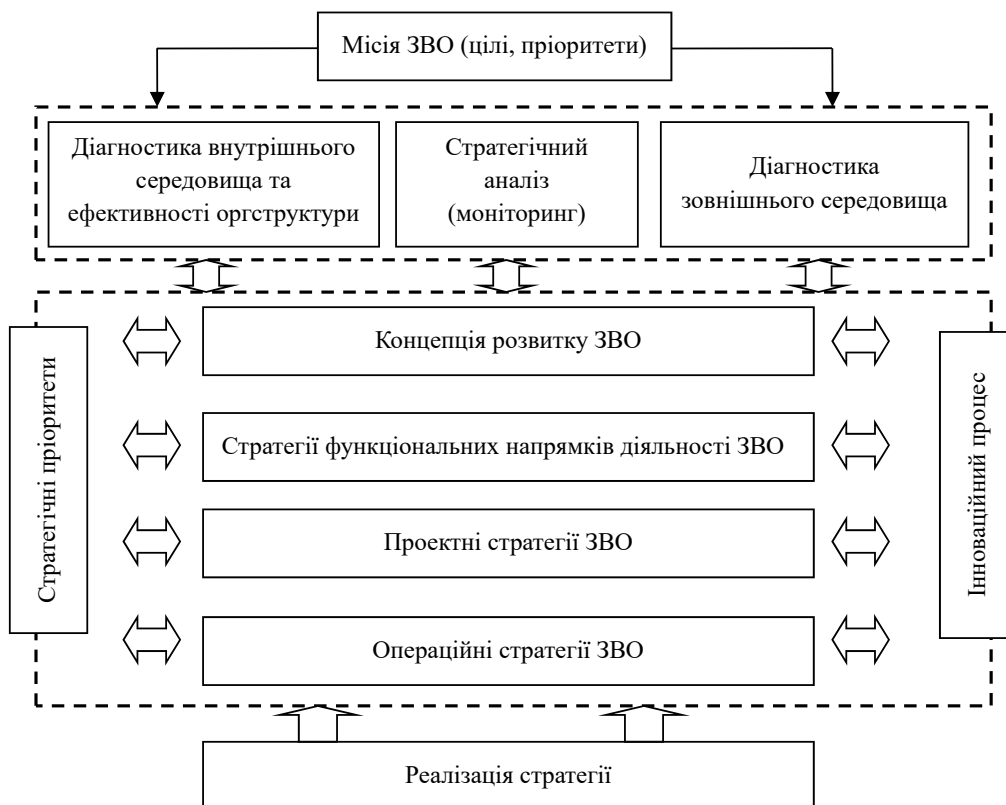 Місія ЗВО (цілі, пріоритети)
Діагностика внутрішнього
середовища та
ефективності оргструктури
Стратегічний
аналіз
(моніторинг)
Діагностика
зовнішнього середовища
Стратегічні пріоритети
Концепція розвитку ЗВО
Стратегії функціональних напрямків діяльності ЗВО
Проектні стратегії ЗВО
Операційні стратегії ЗВО
Інноваційний процес
Реалізація стратегії